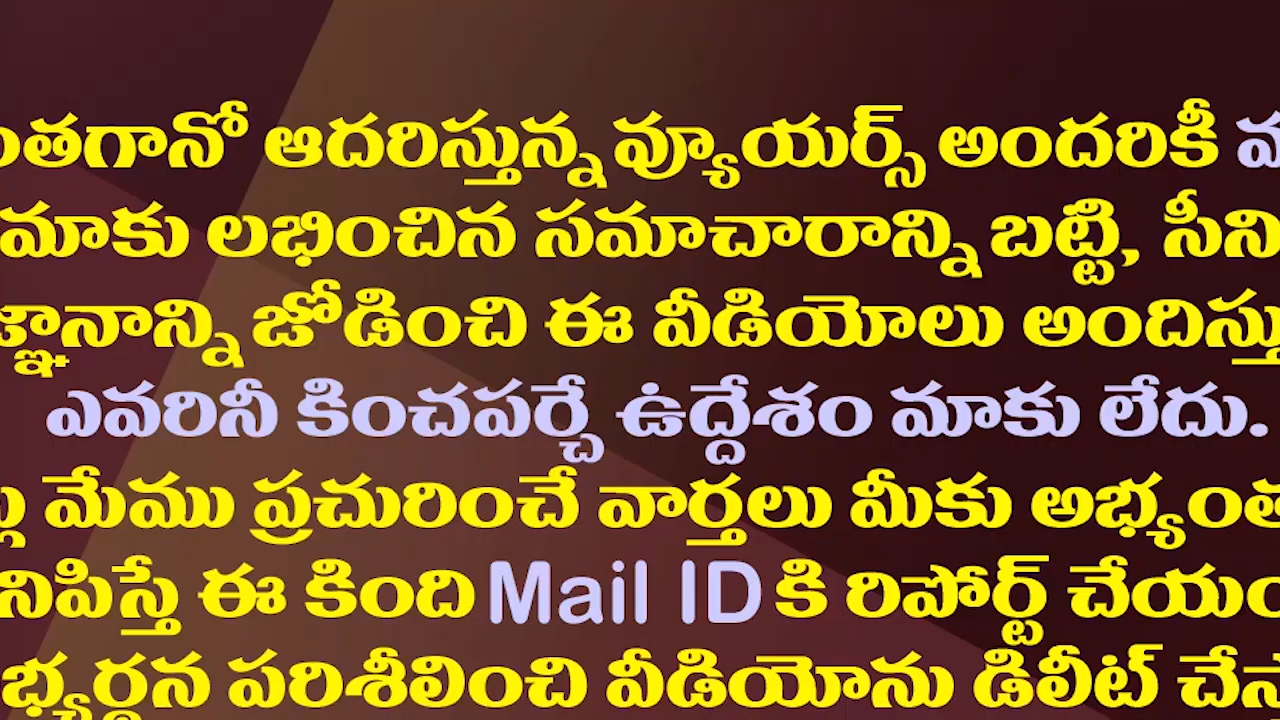 ంతగానో ఆదరిస్తున్న వ్యూయర్స్ అందరికీ
మాకు లభించిన సమాచారాన్ని బట్టి, సీని
జ్ఞానాన్ని జోడించి ఈ వీడియోలు అందిస్తు
ఎవరినీ కించపర్చే ఉద్దేశం మాకు లేదు.
మేము ప్రచురించే వార్తలు మీకు అభ్యంత
నిపిస్తే ఈ కింది Mail ID కి రిపోర్ట్ చేయం
భ్యర్థన పరిశీలించి వీడియోను డిలీట్ చేస